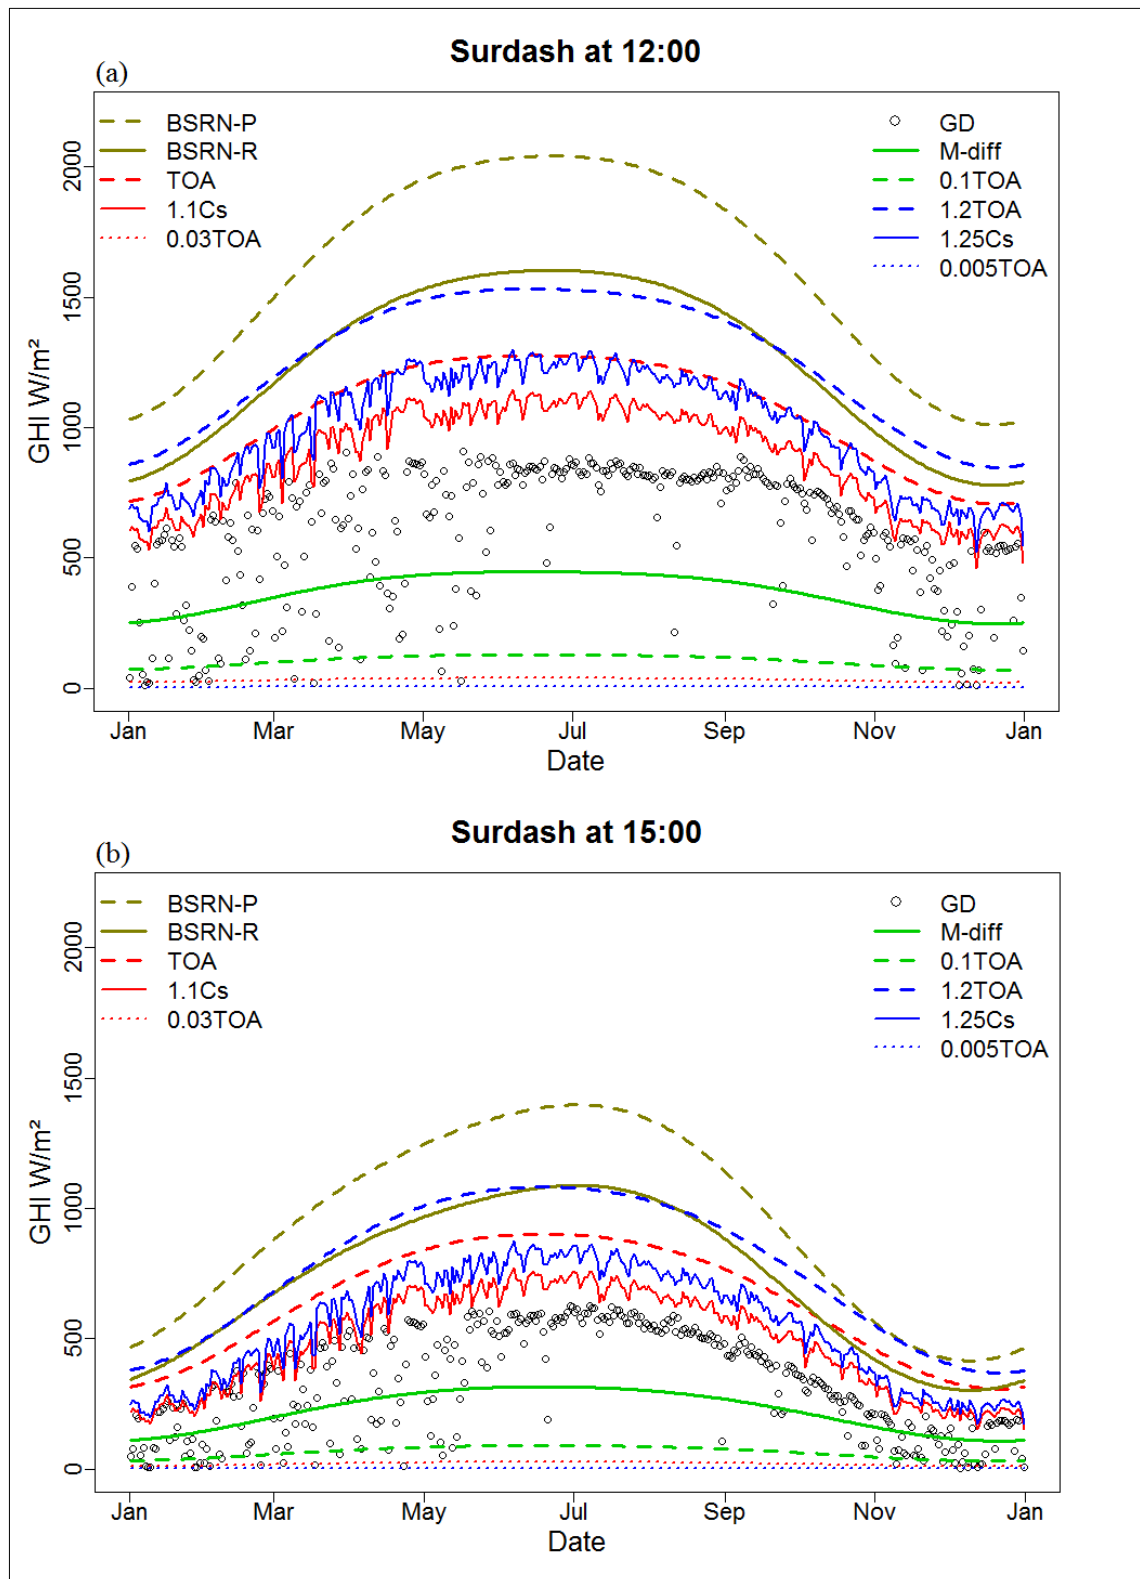 Surdash at 12:00
(a)
BSRN-P
BSRN-R
TOA
1.1Cs
0.03TOA
GD
M-diff
0.1TOA
1.2TOA
1.25Cs
0.005TOA
GHI W/m²
2000
1500
1000
500
0
Jan Mar May Jul Sep Nov Jan
Date
Surdash at 15:00
(b)
BSRN-P
BSRN-R
TOA
1.1Cs
0.03TOA
GD
M-diff
0.1TOA
1.2TOA
1.25Cs
0.005TOA
GHI W/m²
2000
1500
1000
500
0
Jan Mar May Jul Sep Nov Jan
Date